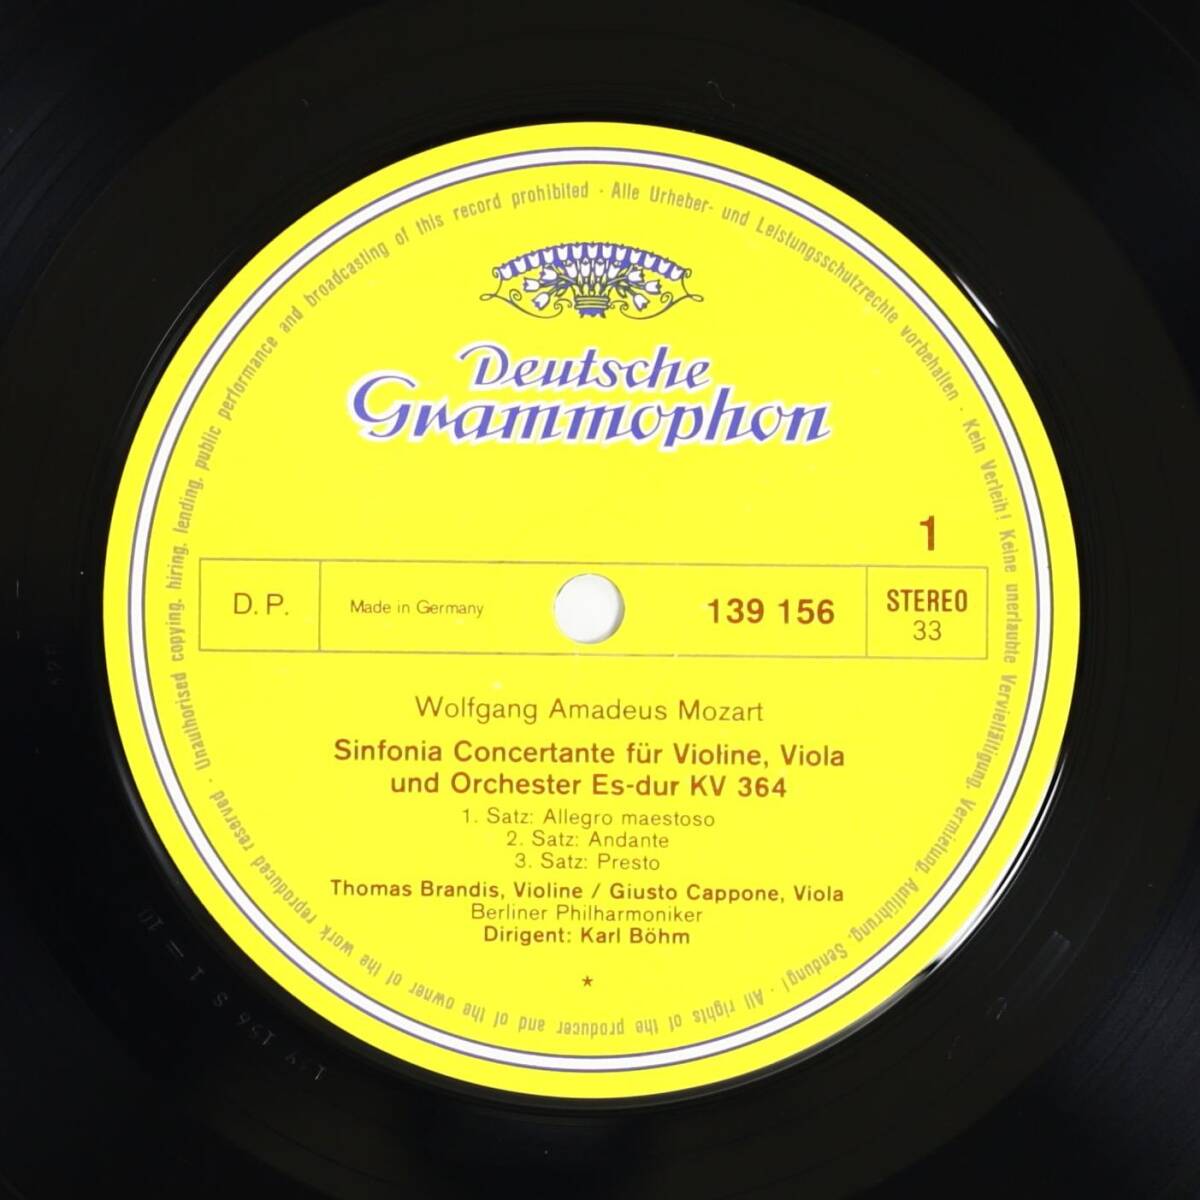 Deutsche
Grammophon
1
D. P.
Made in Germany
139 156
STEREO
33
Wolfgang Amadeus Mozart
Sinfonia Concertante für Violine, Viola
und Orchester Es-dur KV 364
1. Satz: Allegro maestoso
2. Satz: Andante
3. Satz: Presto
Thomas Brandis, Violine / Giusto Cappone, Viola
Berliner Philharmoniker
Dirigent: Karl Böhm
*
Alle Urheber- und Leistungsschutzrechte vorbehalten · Kein Verleih! Keine unerlaubte Vervielfältigung, Vermietung, Aufführung, Sendung! · All rights of the producer and of the owner of the work reproduced reserved · Unauthorised copying, hiring, lending, public performance and broadcasting of this record prohibited ·
156 S 1 = 10